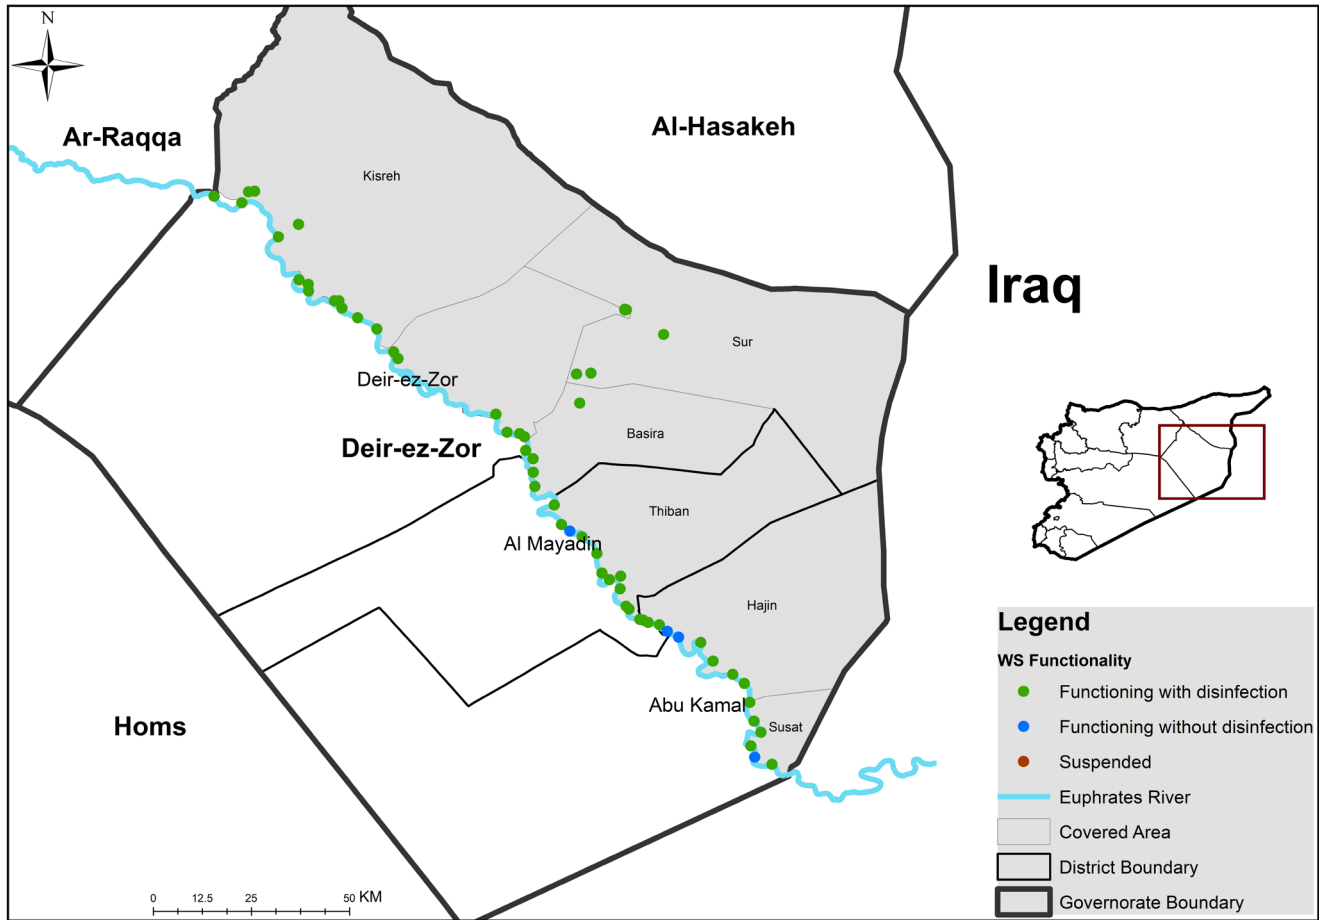 N
Ar-Raqqa
Al-Hasakeh
Kisreh
Iraq
Sur
Deir-ez-Zor
Basira
Deir-ez-Zor
Thiban
Al Mayadin
Hajin
Abu Kamal
Susat
Homs
Legend
WS Functionality
Functioning with disinfection
Functioning without disinfection
Suspended
Euphrates River
Covered Area
District Boundary
Governorate Boundary
0 12.5 25 50 KM